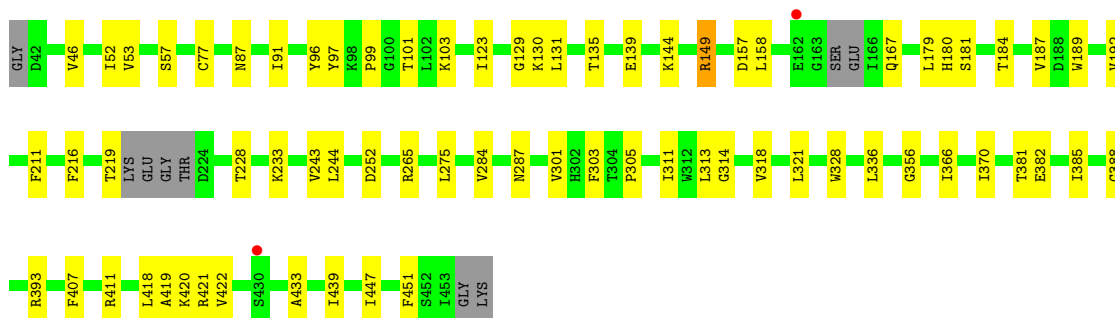 GLY D42 V46 I52 V53 S57 C77 N87 I91 Y96 Y97 K98 P99 G100 T101 L102 K103 I123 G129 K130 L131 T135 E139 K144 R149 D157 L158 E162 G163 SER GLU I166 Q167 L179 H180 S181 T184 V187 D188 W189
F211 F216 T219 LYS GLU GLY THR D224 T228 K233 V243 L244 D252 R265 L275 V284 N287 V301 H302 F303 T304 P305 I311 W312 L313 G314 V318 L321 W328 L336 G356 I366 I370 T381 E382 I385
R393 F407 R411 L418 A419 K420 R421 V422 S430 A433 I439 I447 F451 S452 I453 GLY LYS